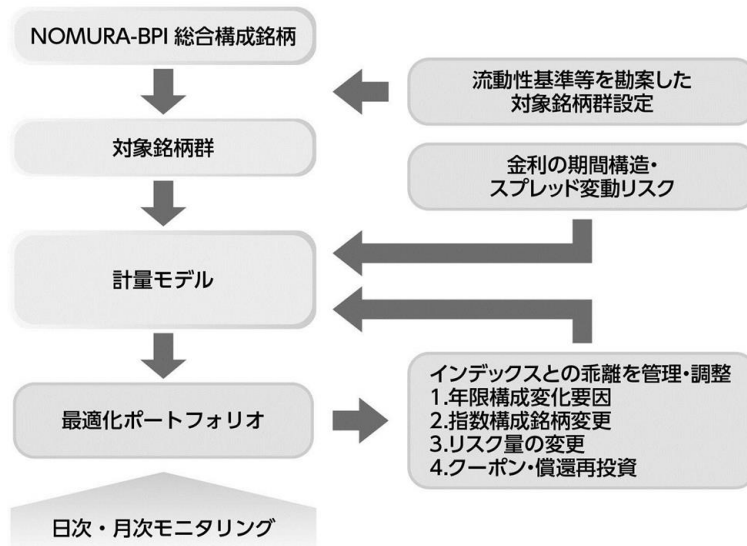 NOMURA-BPI 総合構成銘柄
流動性基準等を勘案した
対象銘柄群設定
対象銘柄群
金利の期間構造・
スプレッド変動リスク
計量モデル
最適化ポートフォリオ
インデックスとの乖離を管理・調整
1.年限構成変化要因
2.指数構成銘柄変更
3.リスク量の変更
4.クーポン・償還再投資
日次・月次モニタリング